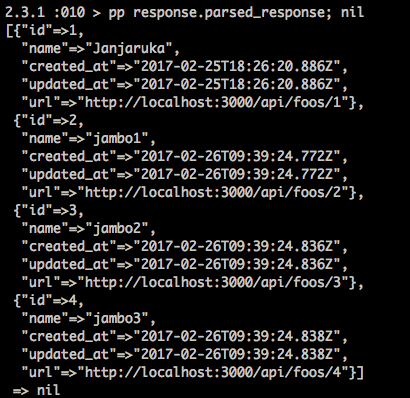 2.3.1 :010 > pp response.parsed_response; nil
[{"id"=>1,
"name"=>"Janjaruka",
"created_at"=>"2017-02-25T18:26:20.886Z",
"updated_at"=>"2017-02-25T18:26:20.886Z",
"url"=>"http://localhost:3000/api/foos/1"},
{"id"=>2,
"name"=>"jambo1",
"created_at"=>"2017-02-26T09:39:24.772Z",
"updated_at"=>"2017-02-26T09:39:24.772Z",
"url"=>"http://localhost:3000/api/foos/2"},
{"id"=>3,
"name"=>"jambo2",
"created_at"=>"2017-02-26T09:39:24.836Z",
"updated_at"=>"2017-02-26T09:39:24.836Z",
"url"=>"http://localhost:3000/api/foos/3"},
{"id"=>4,
"name"=>"jambo3",
"created_at"=>"2017-02-26T09:39:24.838Z",
"updated_at"=>"2017-02-26T09:39:24.838Z",
"url"=>"http://localhost:3000/api/foos/4"}]
=> nil